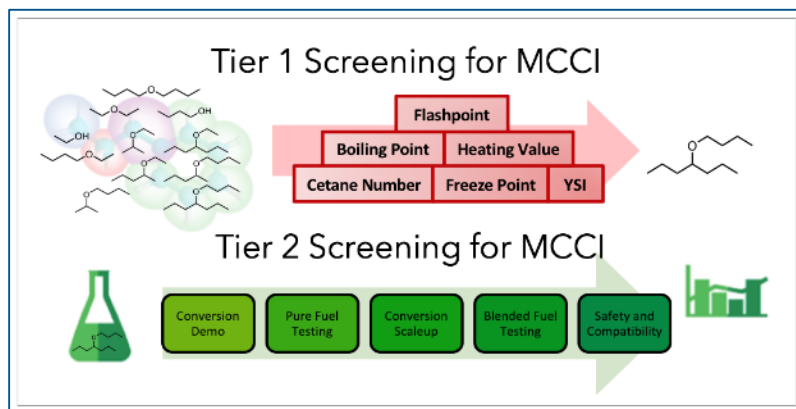 Tier 1 Screening for MCCI
OH
OH
O
O
O
O
O
O
O
O
O
O
O
Flashpoint
Boiling Point Heating Value
Cetane Number Freeze Point YSI
Tier 2 Screening for MCCI
Conversion Demo
Pure Fuel Testing
Conversion Scaleup
Blended Fuel Testing
Safety and Compatibility